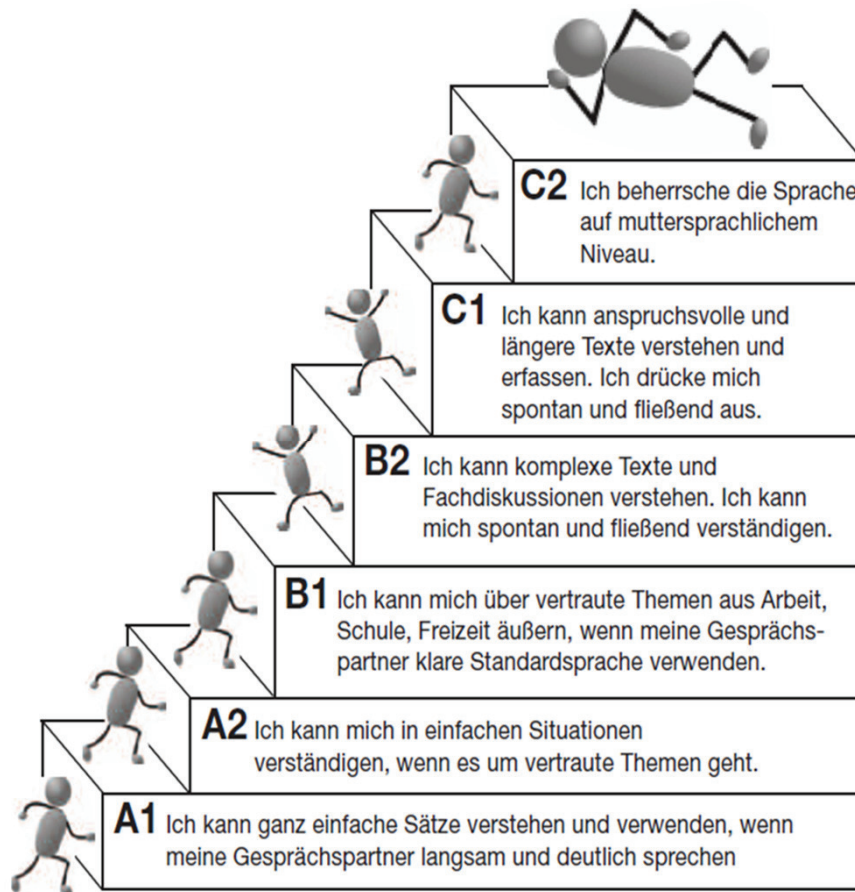 C2 Ich beherrsche die Sprache
auf muttersprachlichem
Niveau.
C1 Ich kann anspruchsvolle und
längere Texte verstehen und
erfassen. Ich drücke mich
spontan und fließend aus.
B2 Ich kann komplexe Texte und
Fachdiskussionen verstehen. Ich kann
mich spontan und fließend verständigen.
B1 Ich kann mich über vertraute Themen aus Arbeit,
Schule, Freizeit äußern, wenn meine Gesprächs-
partner klare Standardsprache verwenden.
A2 Ich kann mich in einfachen Situationen
verständigen, wenn es um vertraute Themen geht.
A1 Ich kann ganz einfache Sätze verstehen und verwenden, wenn
meine Gesprächspartner langsam und deutlich sprechen